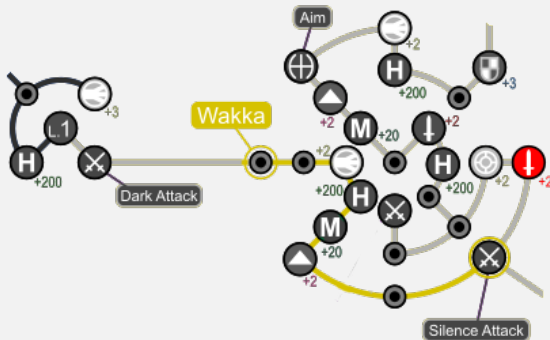 Aim
+2
H
+200
+3
+3
+2
M
+20
+2
L.1
Wakka
H
+200
Dark Attack
+2
+200
H
H
+200
+2
+2
M
+20
+2
Silence Attack